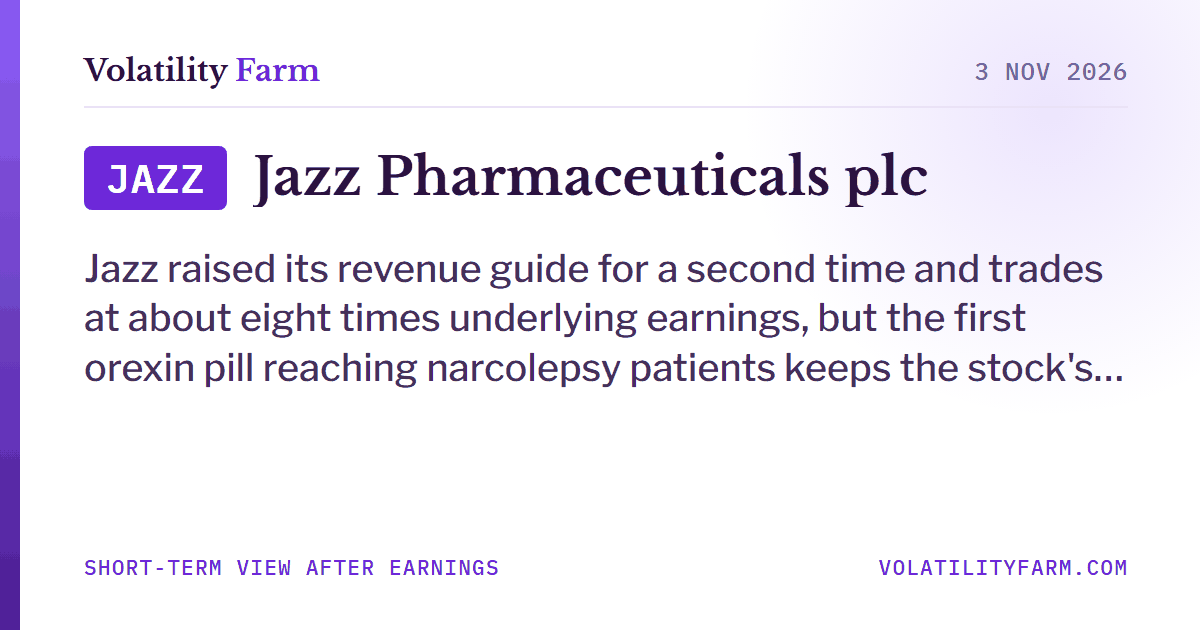 Volatility Farm
3 NOV 2026
JAZZ Jazz Pharmaceuticals plc
Jazz raised its revenue guide for a second time and trades
at about eight times underlying earnings, but the first
orexin pill reaching narcolepsy patients keeps the stock's...
SHORT-TERM VIEW AFTER EARNINGS
VOLATILITYFARM.COM